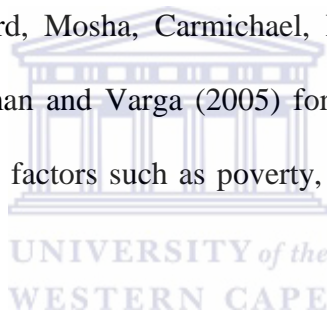 rd, Mosha, Carmichael,
nan and Varga (2005) for
factors such as poverty,
UNIVERSITY of the
WESTERN CAPE